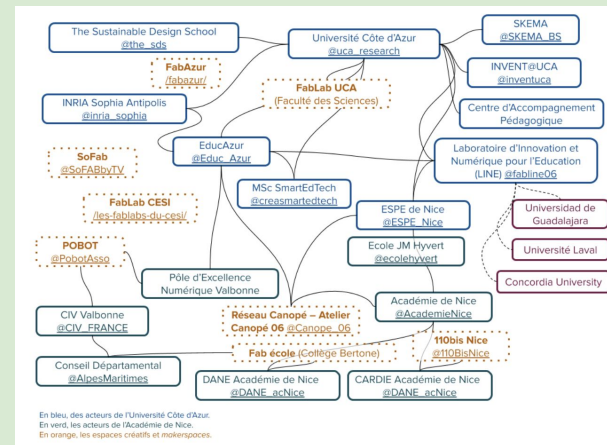 The Sustainable Design School
@the_sds
Université Côte d'Azur
@uca_research
SKEMA
@SKEMA_BS
FabAzur
/fabazur/
INVENT@UCA
@inventuca
FabLab UCA
(Faculté des Sciences)
INRIA Sophia Antipolis
@inria_sophia
Centre d'Accompagnement
Pédagogique
EducAzur
@Educ_Azur
Laboratoire d'Innovation et
Numérique pour l'Education
(LINE) @fabline06
SoFab
@SoFABbyTV
MSc SmartEdTech
@creasmartedtech
FabLab CESI
/les-fablabs-du-cesi/
ESPE de Nice
@ESPE_Nice
Universidad de
Guadalajara
POBOT
@PobotAsso
Ecole JM Hyvert
@ecolehyvert
Université Laval
Pôle d'Excellence
Numérique Valbonne
Concordia University
CIV Valbonne
@CIV_FRANCE
Réseau Canopé – Atelier
Canopé 06 @Canope_06
Académie de Nice
@AcademieNice
Fab école (Collège Bertone)
110bis Nice
@110BisNice
Conseil Départamental
@AlpesMaritimes
DANE Académie de Nice
@DANE_acNice
CARDIE Académie de Nice
@DANE_acNice
En bleu, des acteurs de l'Université Côte d'Azur.
En verd, les acteurs de l'Académie de Nice.
En orange, les espaces créatifs et makerspaces.